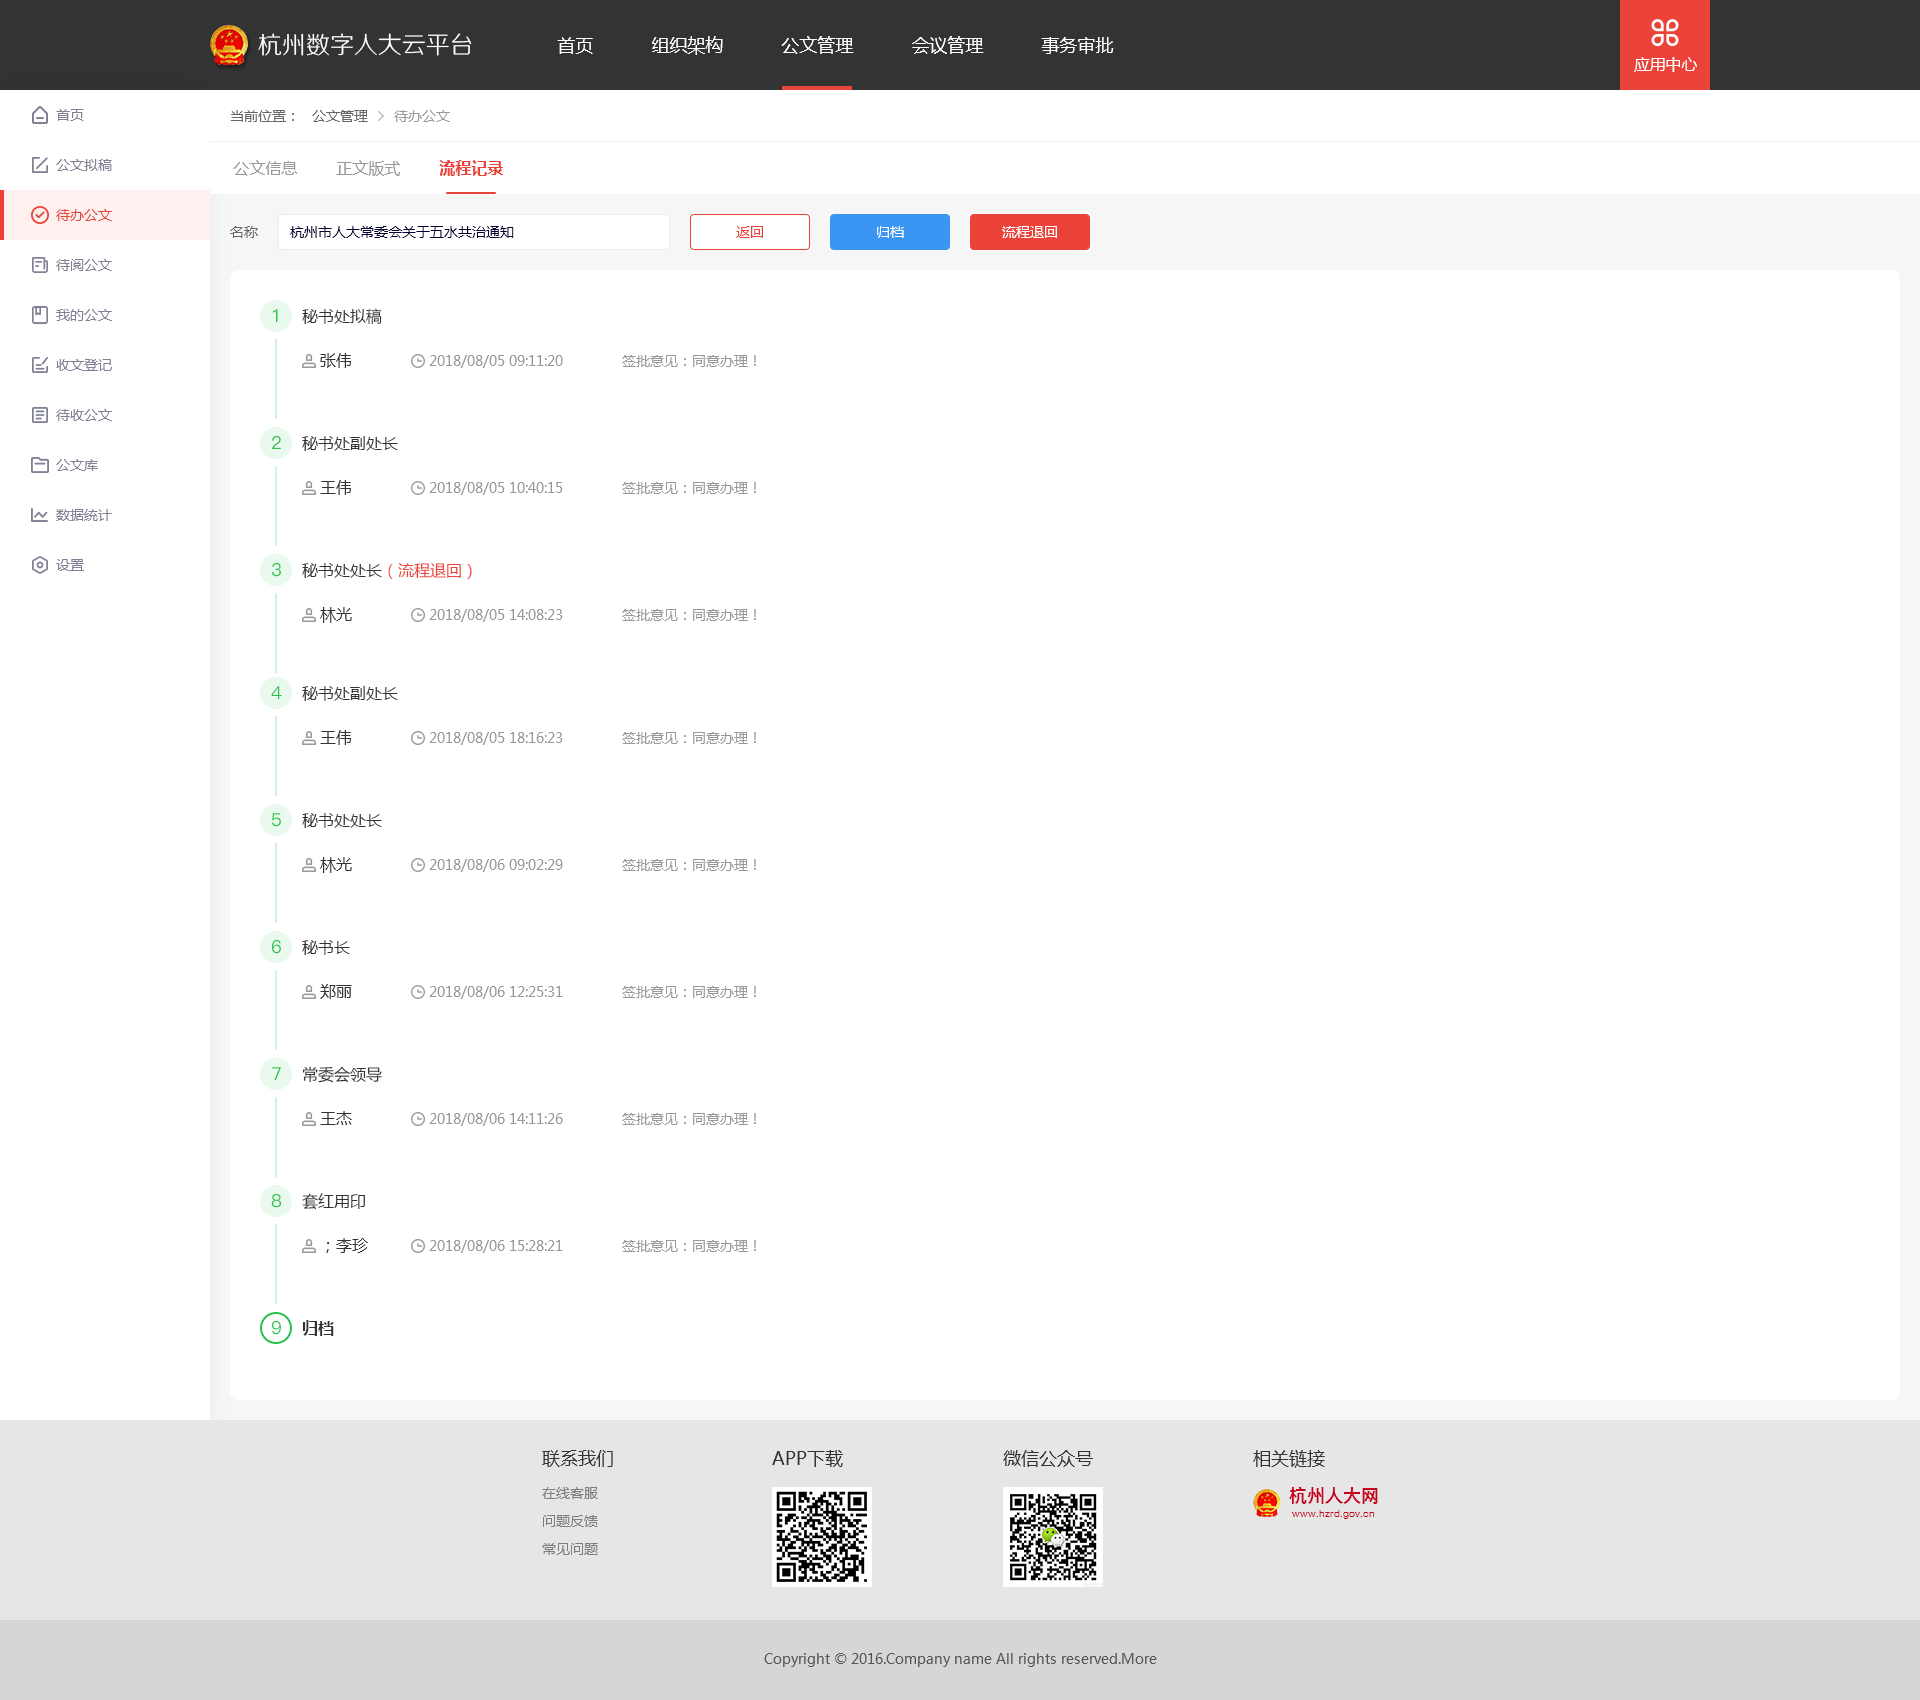 杭州数字人大云平台
首页 组织架构 公文管理 会议管理 事务审批
应用中心
首页
公文拟稿
待办公文
待阅公文
我的公文
收文登记
待收公文
公文库
数据统计
设置
当前位置： 公文管理 > 待办公文
公文信息 正文版式 流程记录
名称 杭州市人大常委会关于五水共治通知 返回 归档 流程退回
1 秘书处拟稿
张伟 2018/08/05 09:11:20 签批意见：同意办理！
2 秘书处副处长
王伟 2018/08/05 10:40:15 签批意见：同意办理！
3 秘书处处长（流程退回）
林光 2018/08/05 14:08:23 签批意见：同意办理！
4 秘书处副处长
王伟 2018/08/05 18:16:23 签批意见：同意办理！
5 秘书处处长
林光 2018/08/06 09:02:29 签批意见：同意办理！
6 秘书长
郑丽 2018/08/06 12:25:31 签批意见：同意办理！
7 常委会领导
王杰 2018/08/06 14:11:26 签批意见：同意办理！
8 套红用印
；李珍 2018/08/06 15:28:21 签批意见：同意办理！
9 归档
联系我们
在线客服
问题反馈
常见问题
APP下载
微信公众号
相关链接
杭州人大网
www.hzrd.gov.cn
Copyright © 2016.Company name All rights reserved.More